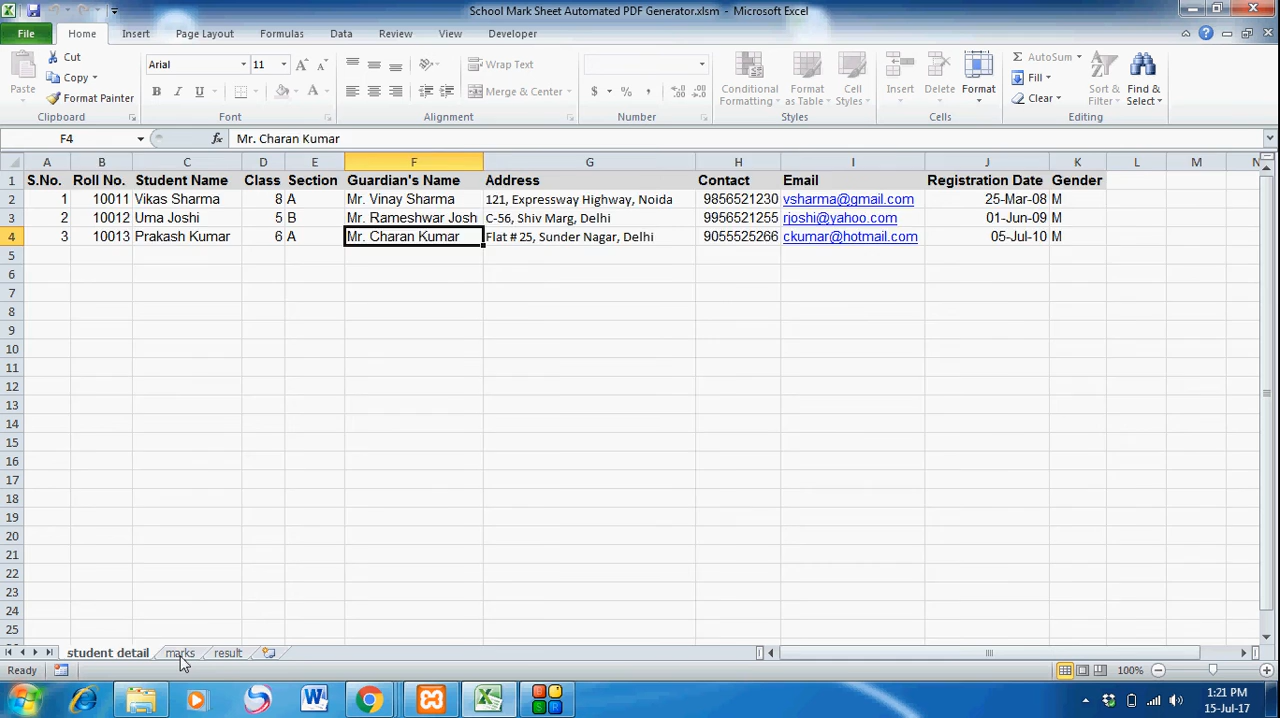 School Mark Sheet Automated PDF Generator.xlsm - Microsoft Excel
File Home Insert Page Layout Formulas Data Review View Developer
Paste
Cut
Copy
Format Painter
Clipboard
Arial 11
B I U
Font
Wrap Text
Merge & Center
Alignment
$ % ,
Number
Conditional Formatting
Format as Table
Cell Styles
Styles
Insert Delete Format
Cells
AutoSum
Fill
Clear
Sort & Filter
Find & Select
Editing
F4 fx Mr. Charan Kumar
A B C D E F G H I J K L M N
1 S.No. Roll No. Student Name Class Section Guardian's Name Address Contact Email Registration Date Gender
2 1 10011 Vikas Sharma 8 A Mr. Vinay Sharma 121, Expressway Highway, Noida 9856521230 vsharma@gmail.com 25-Mar-08 M
3 2 10012 Uma Joshi 5 B Mr. Rameshwar Josh C-56, Shiv Marg, Delhi 9956521255 rjoshi@yahoo.com 01-Jun-09 M
4 3 10013 Prakash Kumar 6 A Mr. Charan Kumar Flat # 25, Sunder Nagar, Delhi 9055525266 ckumar@hotmail.com 05-Jul-10 M
5
6
7
8
9
10
11
12
13
14
15
16
17
18
19
20
21
22
23
24
25
student detail marks result
Ready 100%
1:21 PM
15-Jul-17